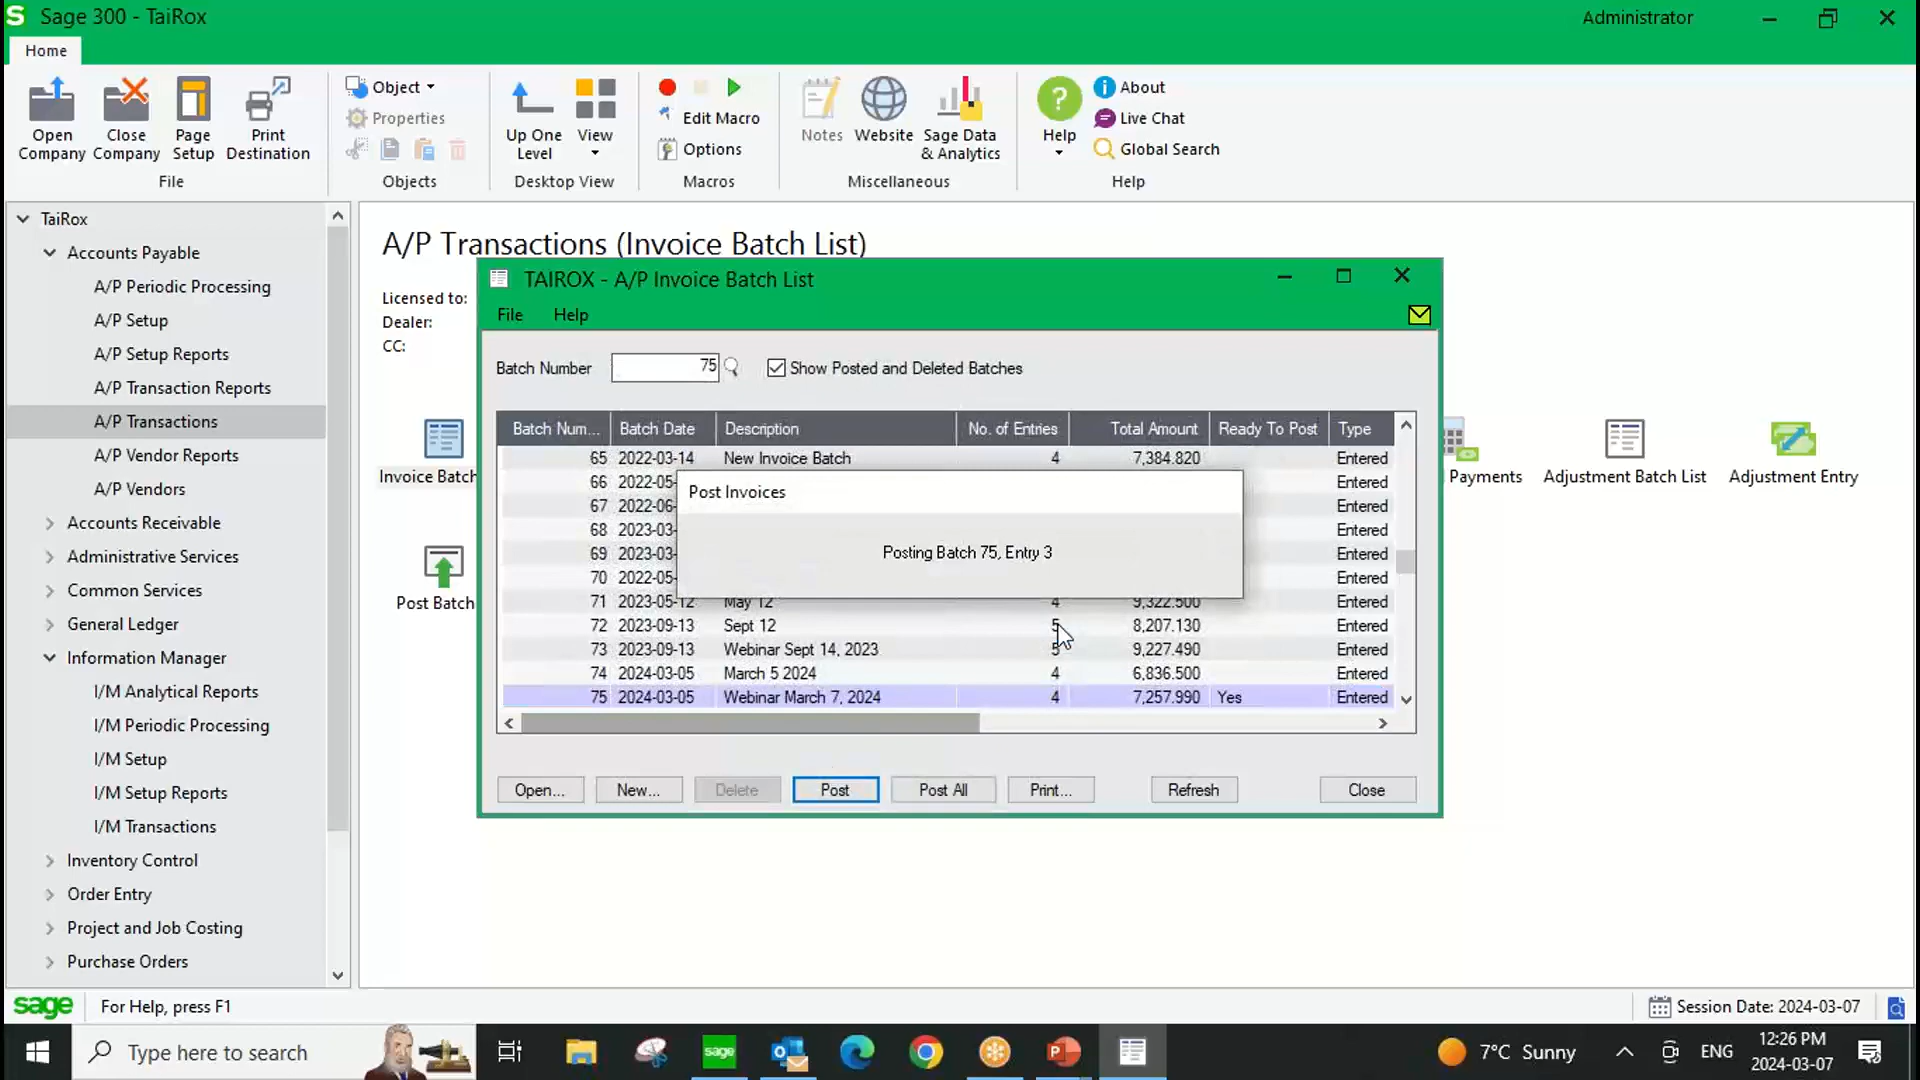 Sage 300 - TaiRox
Administrator
Home
Open Company
Close Company
Page Setup
Print Destination
File
Object
Properties
Objects
Up One Level
View
Desktop View
Edit Macro
Options
Macros
Notes
Website
Sage Data & Analytics
Miscellaneous
Help
About
Live Chat
Global Search
Help
TaiRox
Accounts Payable
A/P Periodic Processing
A/P Setup
A/P Setup Reports
A/P Transaction Reports
A/P Transactions
A/P Vendor Reports
A/P Vendors
Accounts Receivable
Administrative Services
Common Services
General Ledger
Information Manager
I/M Analytical Reports
I/M Periodic Processing
I/M Setup
I/M Setup Reports
I/M Transactions
Inventory Control
Order Entry
Project and Job Costing
Purchase Orders
A/P Transactions (Invoice Batch List)
Licensed to:
Dealer:
CC:
Invoice Batch
Post Batch
Payments
Adjustment Batch List
Adjustment Entry
TAIROX - A/P Invoice Batch List
File Help
Batch Number 75 Show Posted and Deleted Batches
Batch Num... Batch Date Description No. of Entries Total Amount Ready To Post Type
65 2022-03-14 New Invoice Batch 4 7,384.820 Entered
66 2022-05- Entered
67 2022-06- Entered
68 2023-03- Entered
69 2023-03- Entered
70 2022-05- Entered
71 2023-05-12 May 12 4 9,322.500 Entered
72 2023-09-13 Sept 12 5 8,207.130 Entered
73 2023-09-13 Webinar Sept 14, 2023 5 9,227.490 Entered
74 2024-03-05 March 5 2024 4 6,836.500 Entered
75 2024-03-05 Webinar March 7, 2024 4 7,257.990 Yes Entered
Post Invoices
Posting Batch 75, Entry 3
Open... New... Delete Post Post All Print... Refresh Close
sage For Help, press F1
Session Date: 2024-03-07
Type here to search
sage
7°C Sunny
ENG
12:26 PM
2024-03-07